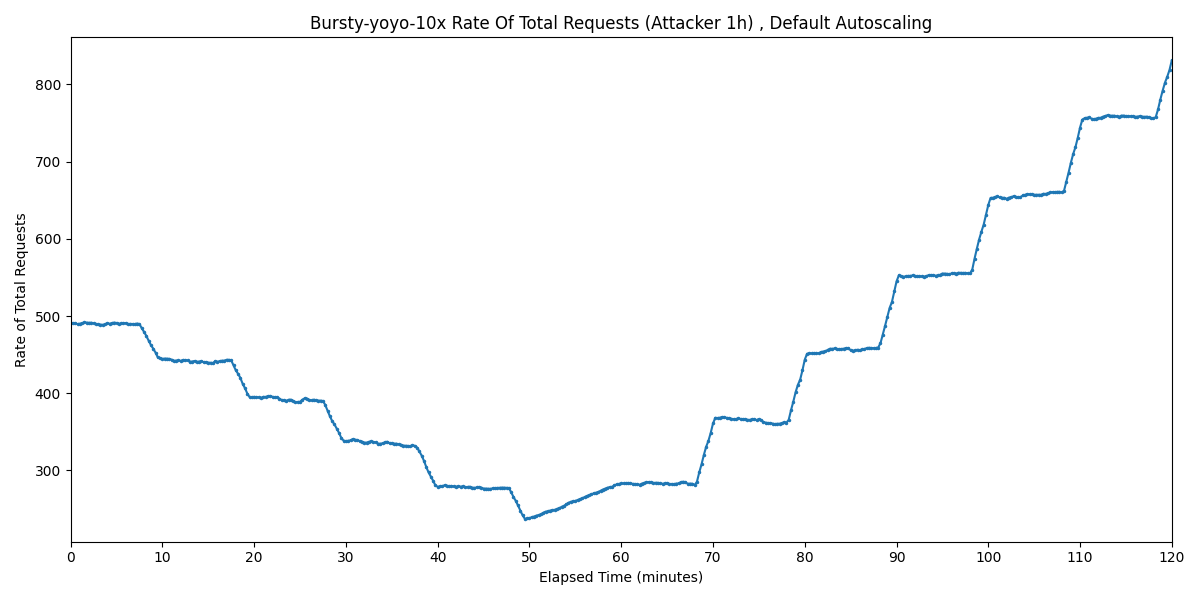 Bursty-yoyo-10x Rate Of Total Requests (Attacker 1h) , Default Autoscaling
800
700
600
500
400
300
Rate of Total Requests
0 10 20 30 40 50 60 70 80 90 100 110 120
Elapsed Time (minutes)